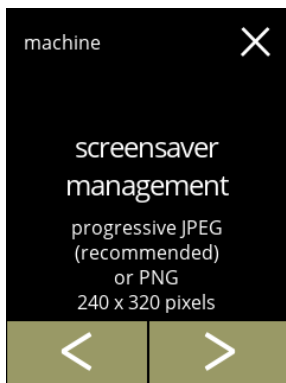 machine
screensaver
management
progressive JPEG
(recommended)
or PNG
240 x 320 pixels